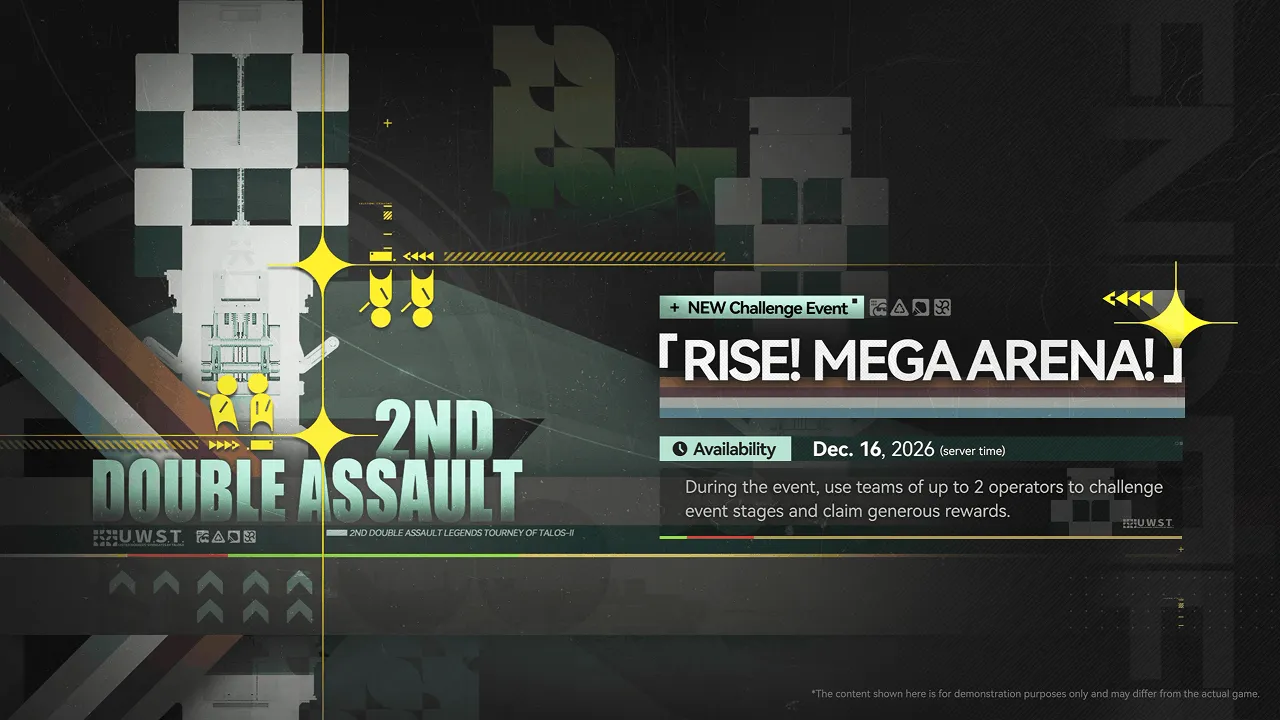 NEW Challenge Event
「RISE! MEGA ARENA!」
Availability Dec. 16, 2026 (server time)
During the event, use teams of up to 2 operators to challenge
event stages and claim generous rewards.
U.W.S.T.
2ND
DOUBLE ASSAULT
U.W.S.T.
2ND DOUBLE ASSAULT LEGENDS TOURNEY OF TALOS-II
*The content shown here is for demonstration purposes only and may differ from the actual game.